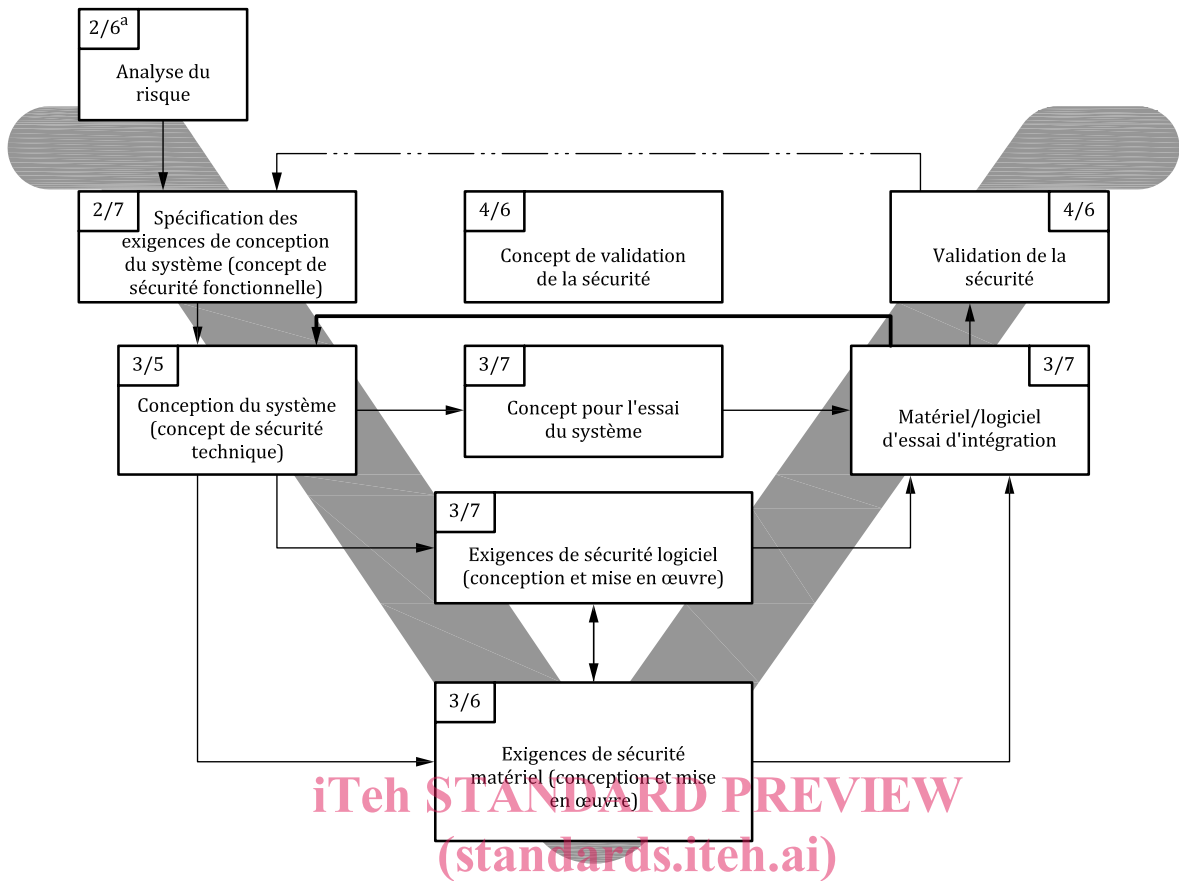 2/6a
Analyse du
risque
2/7
Spécification des
exigences de conception
du système (concept de
sécurité fonctionnelle)
4/6
Concept de validation
de la sécurité
4/6
Validation de la
sécurité
3/5
Conception du système
(concept de sécurité
technique)
3/7
Concept pour l'essai
du système
3/7
Matériel/logiciel
d'essai d'intégration
3/7
Exigences de sécurité logiciel
(conception et mise en œuvre)
3/6
Exigences de sécurité
matériel (conception et mise
en œuvre)
iTeh STANDARD PREVIEW
(standards.iteh.ai)